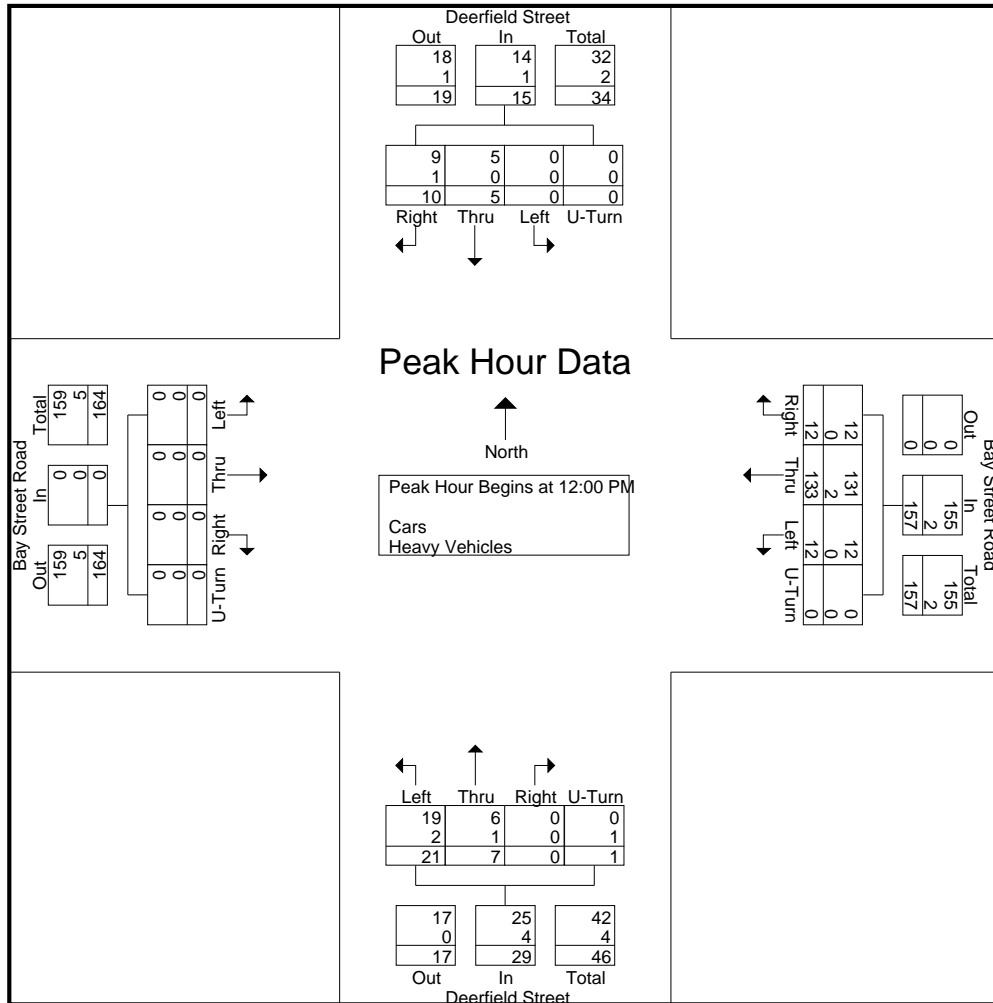 Deerfield Street
Out In Total
18 14 32
1 1 2
19 15 34
9 5 0 0
1 0 0 0
10 5 0 0
Right Thru Left U-Turn
Peak Hour Data
North
Peak Hour Begins at 12:00 PM
Cars
Heavy Vehicles
Bay Street Road
Out In Total
159 0 159
5 0 5
164 0 164
0 0 0 0
0 0 0 0
0 0 0 0
U-Turn Right Thru Left
Bay Street Road
Out In Total
0 155 155
0 2 2
0 157 157
12 131 12 0
0 2 0 0
12 133 12 0
Right Thru Left U-Turn
Left Thru Right U-Turn
19 6 0 0
2 1 0 1
21 7 0 1
17 25 42
0 4 4
17 29 46
Out In Total
Deerfield Street